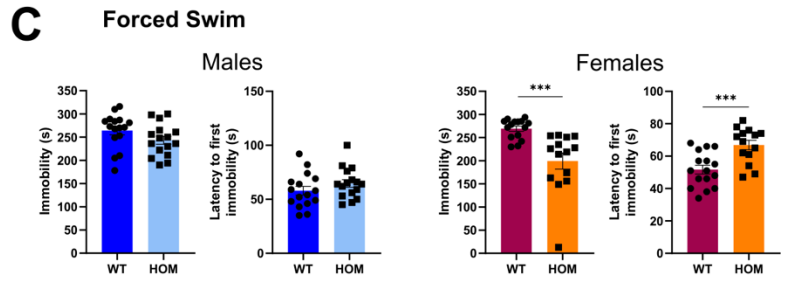 C
Forced Swim
Males
Females
Immobility (s)
350
300
250
200
150
100
50
0
WT HOM
Latency to first
immobility (s)
150
100
50
0
WT HOM
Immobility (s)
350
300
250
200
150
100
50
0
***
WT HOM
Latency to first
immobility (s)
100
80
60
40
20
0
***
WT HOM